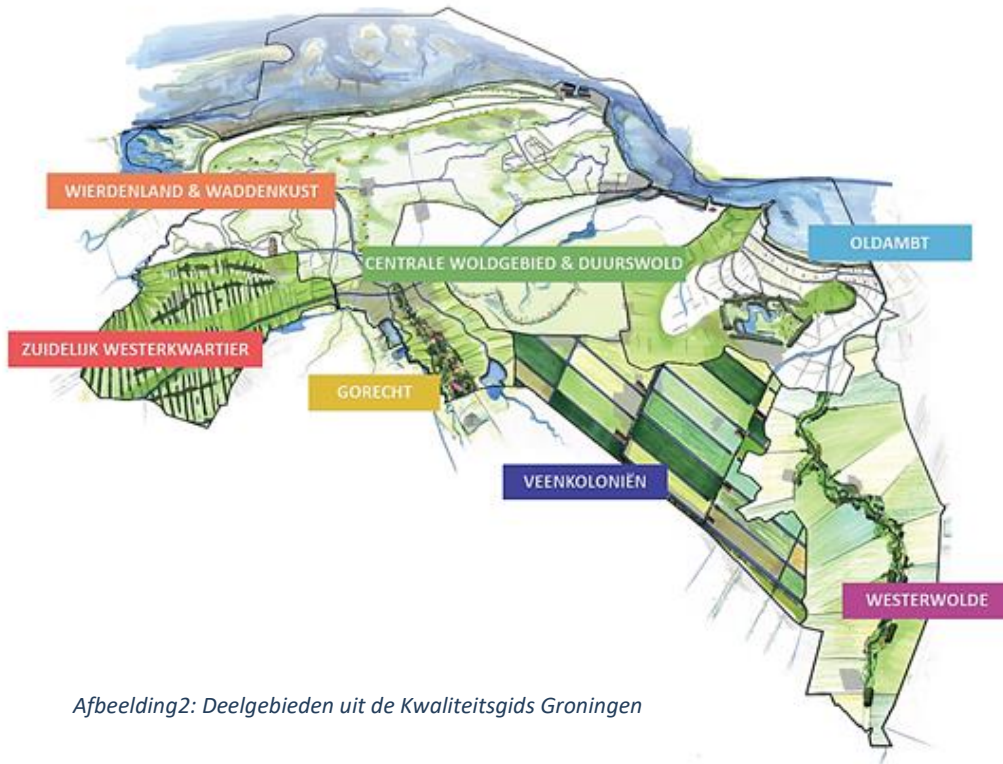 WIERDENLAND & WADDENKUST
OLDAMBT
CENTRALE WOLDGEBIED & DUURSWOLD
ZUIDELIJK WESTERKWARTIER
GORECHT
VEENKOLONIËN
WESTERWOLDE
Afbeelding2: Deelgebieden uit de Kwaliteitsgids Groningen